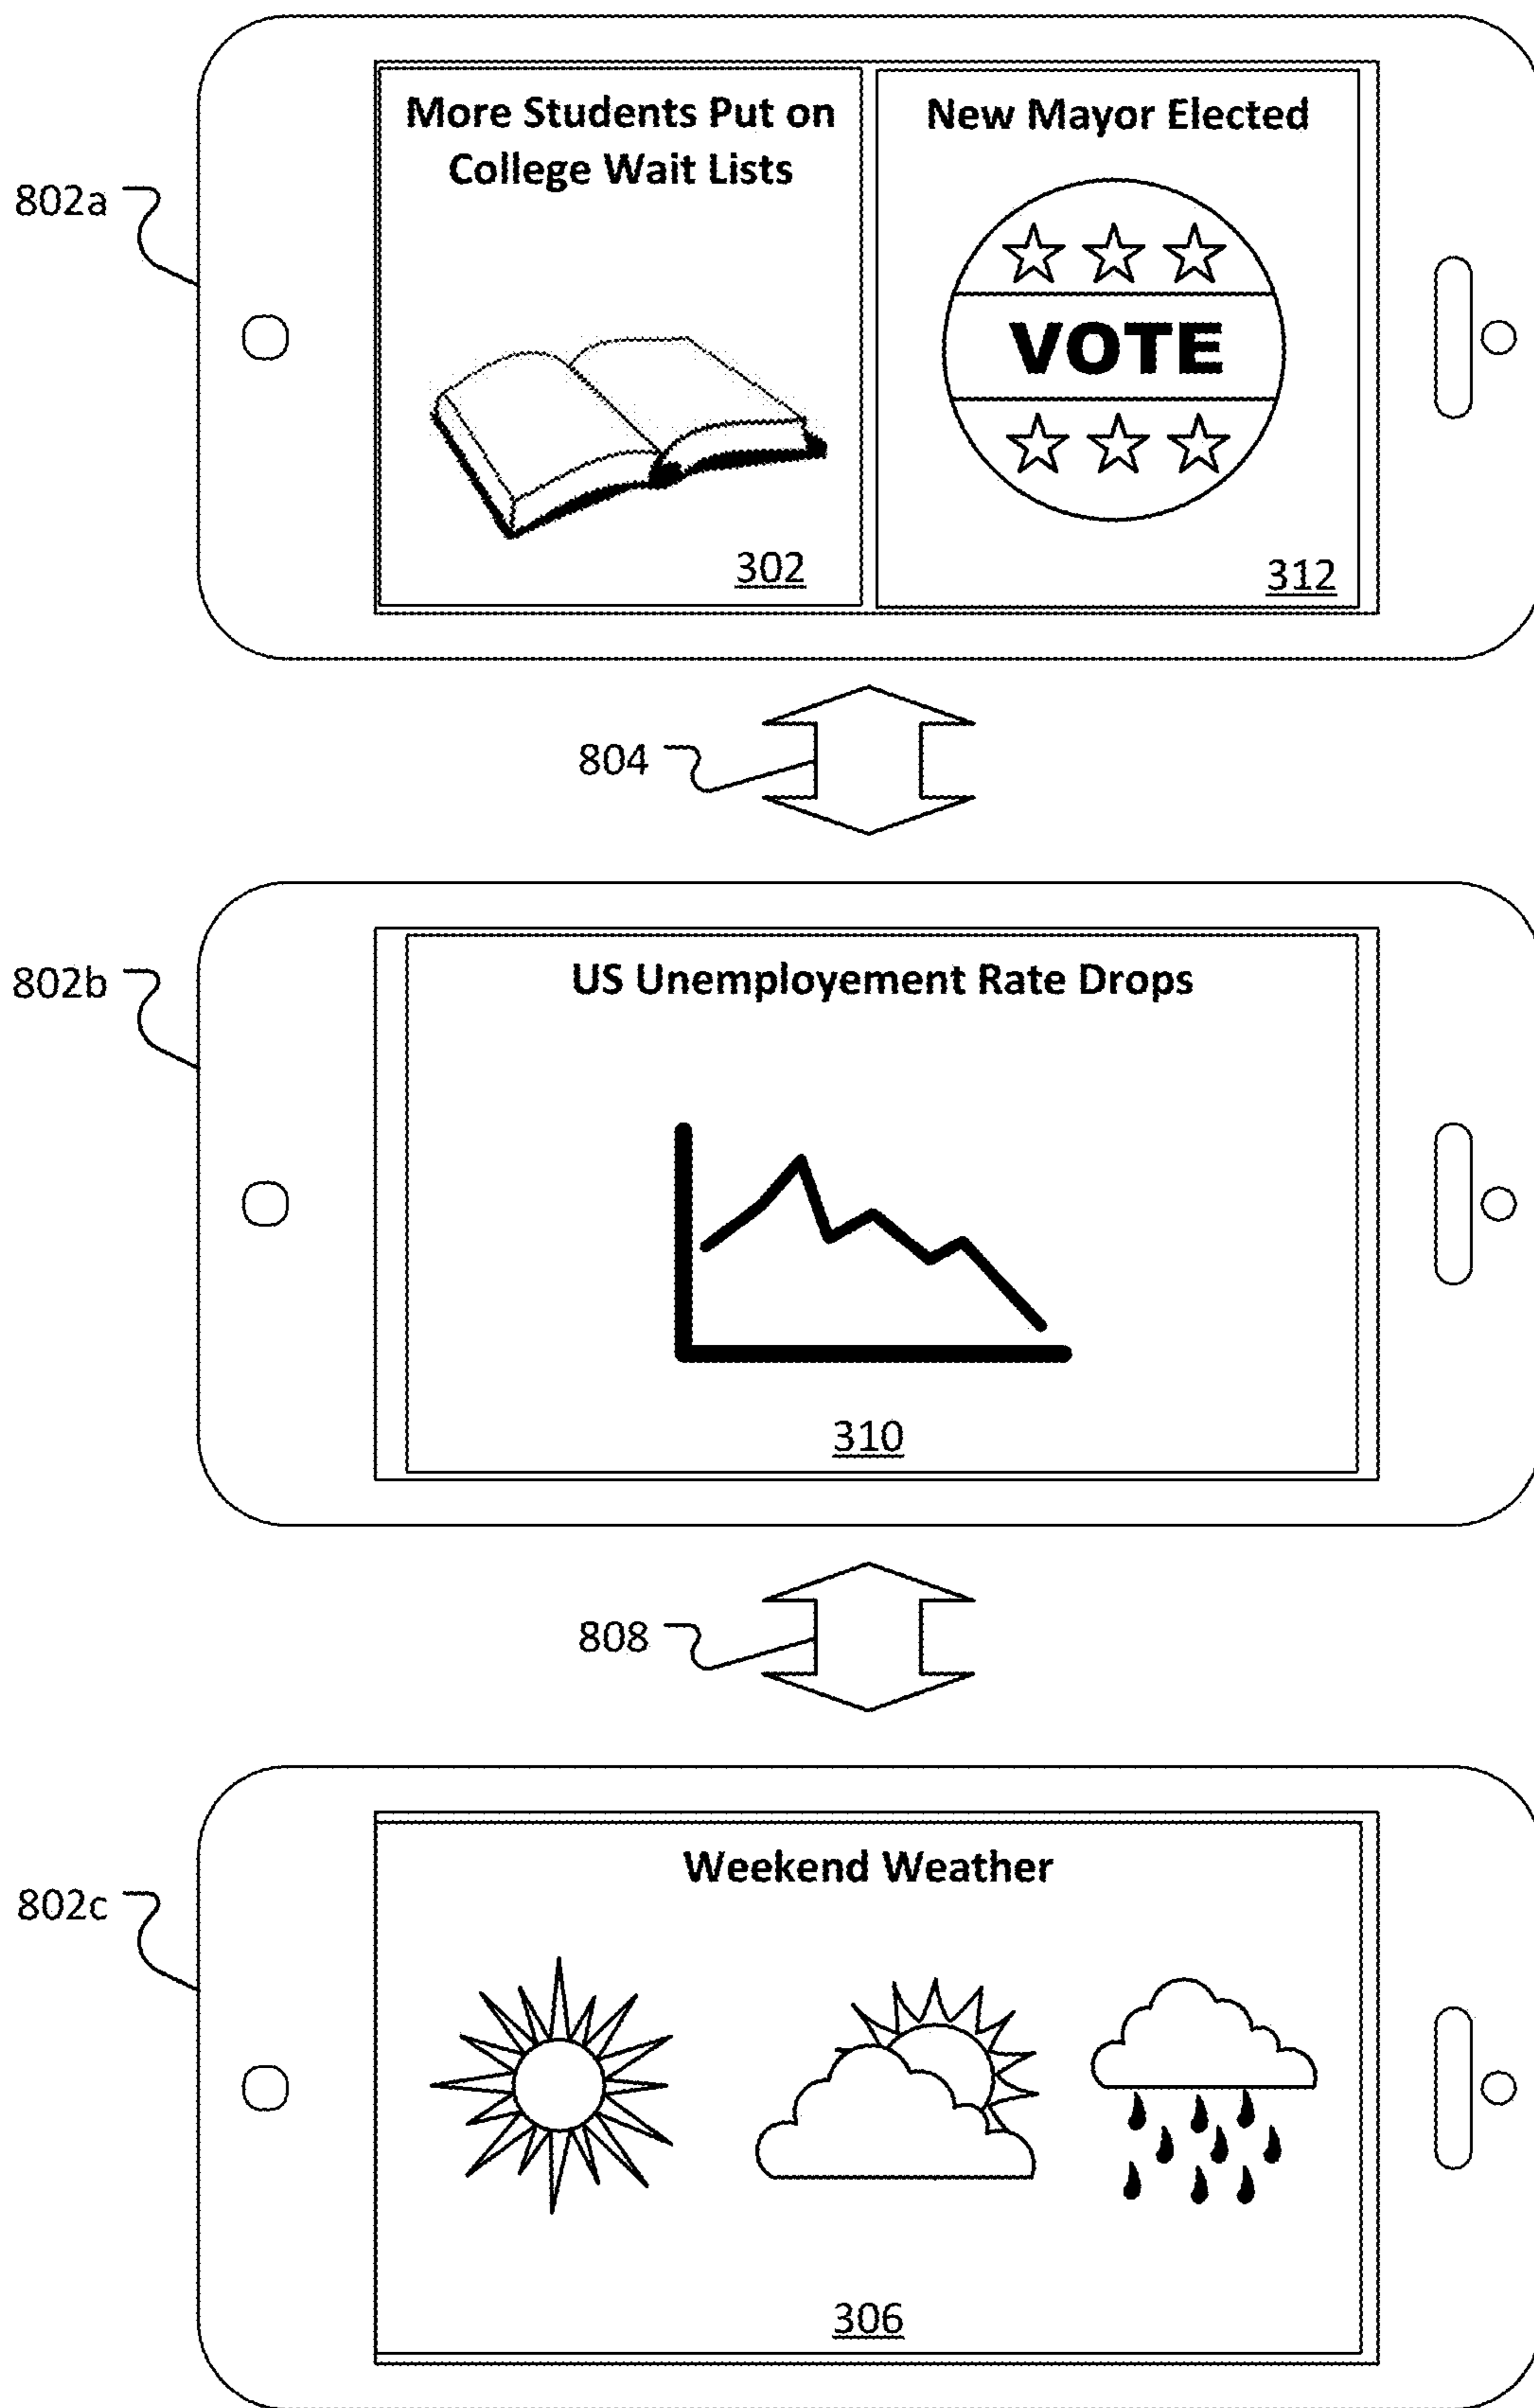 802a
More Students Put on
College Wait Lists
302
New Mayor Elected
VOTE
312
804
802b
US Unemployement Rate Drops
310
808
802c
Weekend Weather
306